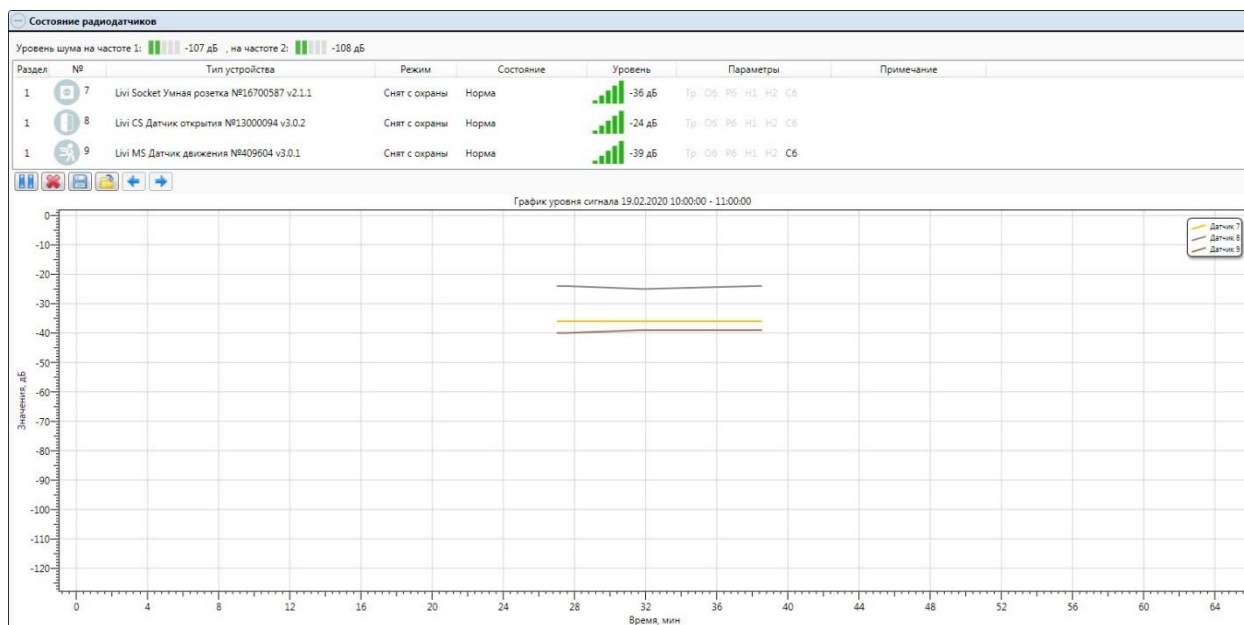 Состояние радиодатчиков
Уровень шума на частоте 1: -107 дБ , на частоте 2: -108 дБ
Раздел № Тип устройства Режим Состояние Уровень Параметры Примечание
1 7 Livi Socket Умная розетка №16700587 v2.1.1 Снят с охраны Норма -36 дБ Тр Об Рб Н1 Н2 Сб
1 8 Livi CS Датчик открытия №13000094 v3.0.2 Снят с охраны Норма -24 дБ Тр Об Рб Н1 Н2 Сб
1 9 Livi MS Датчик движения №409604 v3.0.1 Снят с охраны Норма -39 дБ Тр Об Рб Н1 Н2 Сб
График уровня сигнала 19.02.2020 10:00:00 - 11:00:00
Датчик 7
Датчик 8
Датчик 9
Значения, дБ
0
-10
-20
-30
-40
-50
-60
-70
-80
-90
-100
-110
-120
0 4 8 12 16 20 24 28 32 36 40 44 48 52 56 60 64
Время, мин